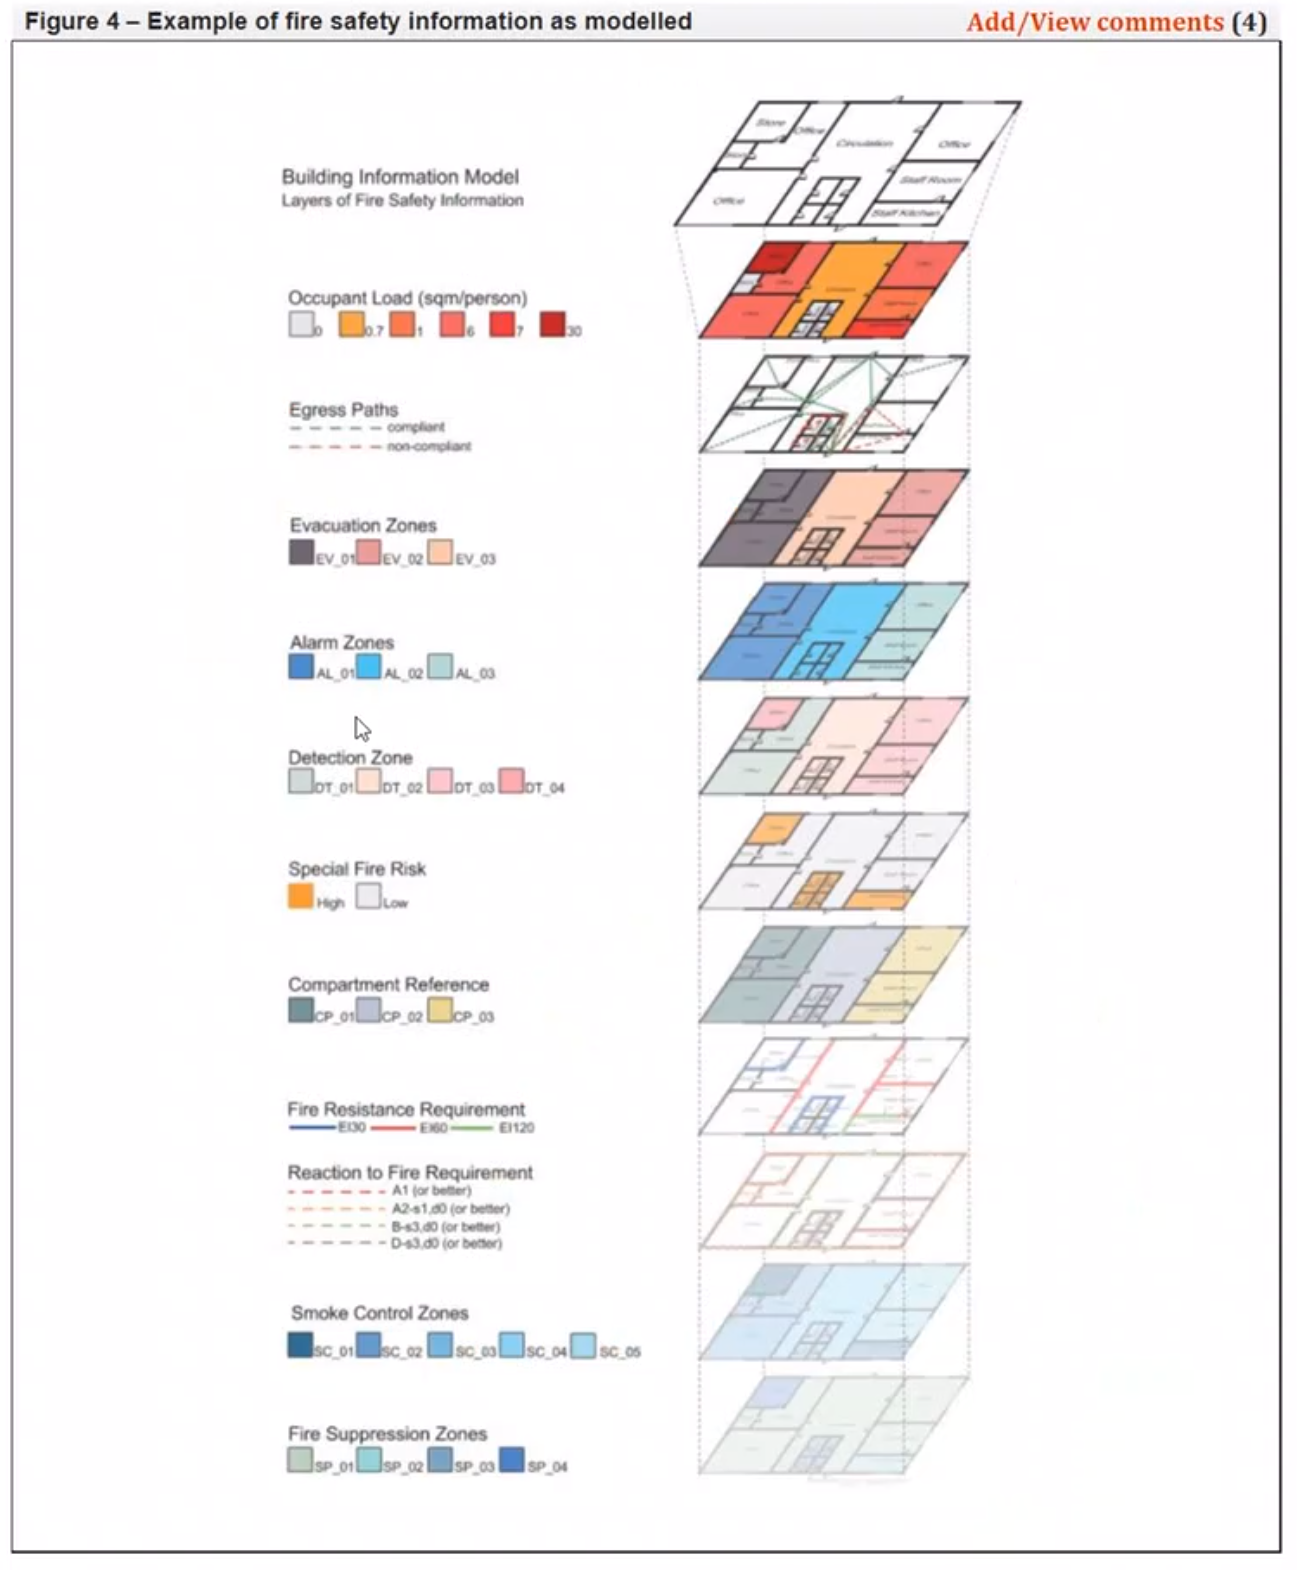 Figure 4 – Example of fire safety information as modelled
Add/View comments (4)
Building Information Model
Layers of Fire Safety Information
Store
Office
Circulation
Office
Staff Room
Office
Staff Kitchen
Occupant Load (sqm/person)
0 0.7 1 6 7 30
Egress Paths
compliant
non-compliant
Evacuation Zones
EV_01 EV_02 EV_03
Alarm Zones
AL_01 AL_02 AL_03
Detection Zone
DT_01 DT_02 DT_03 DT_04
Special Fire Risk
High Low
Compartment Reference
CP_01 CP_02 CP_03
Fire Resistance Requirement
EI30 EI60 EI120
Reaction to Fire Requirement
A1 (or better)
A2-s1,d0 (or better)
B-s3,d0 (or better)
D-s3,d0 (or better)
Smoke Control Zones
SC_01 SC_02 SC_03 SC_04 SC_05
Fire Suppression Zones
SP_01 SP_02 SP_03 SP_04